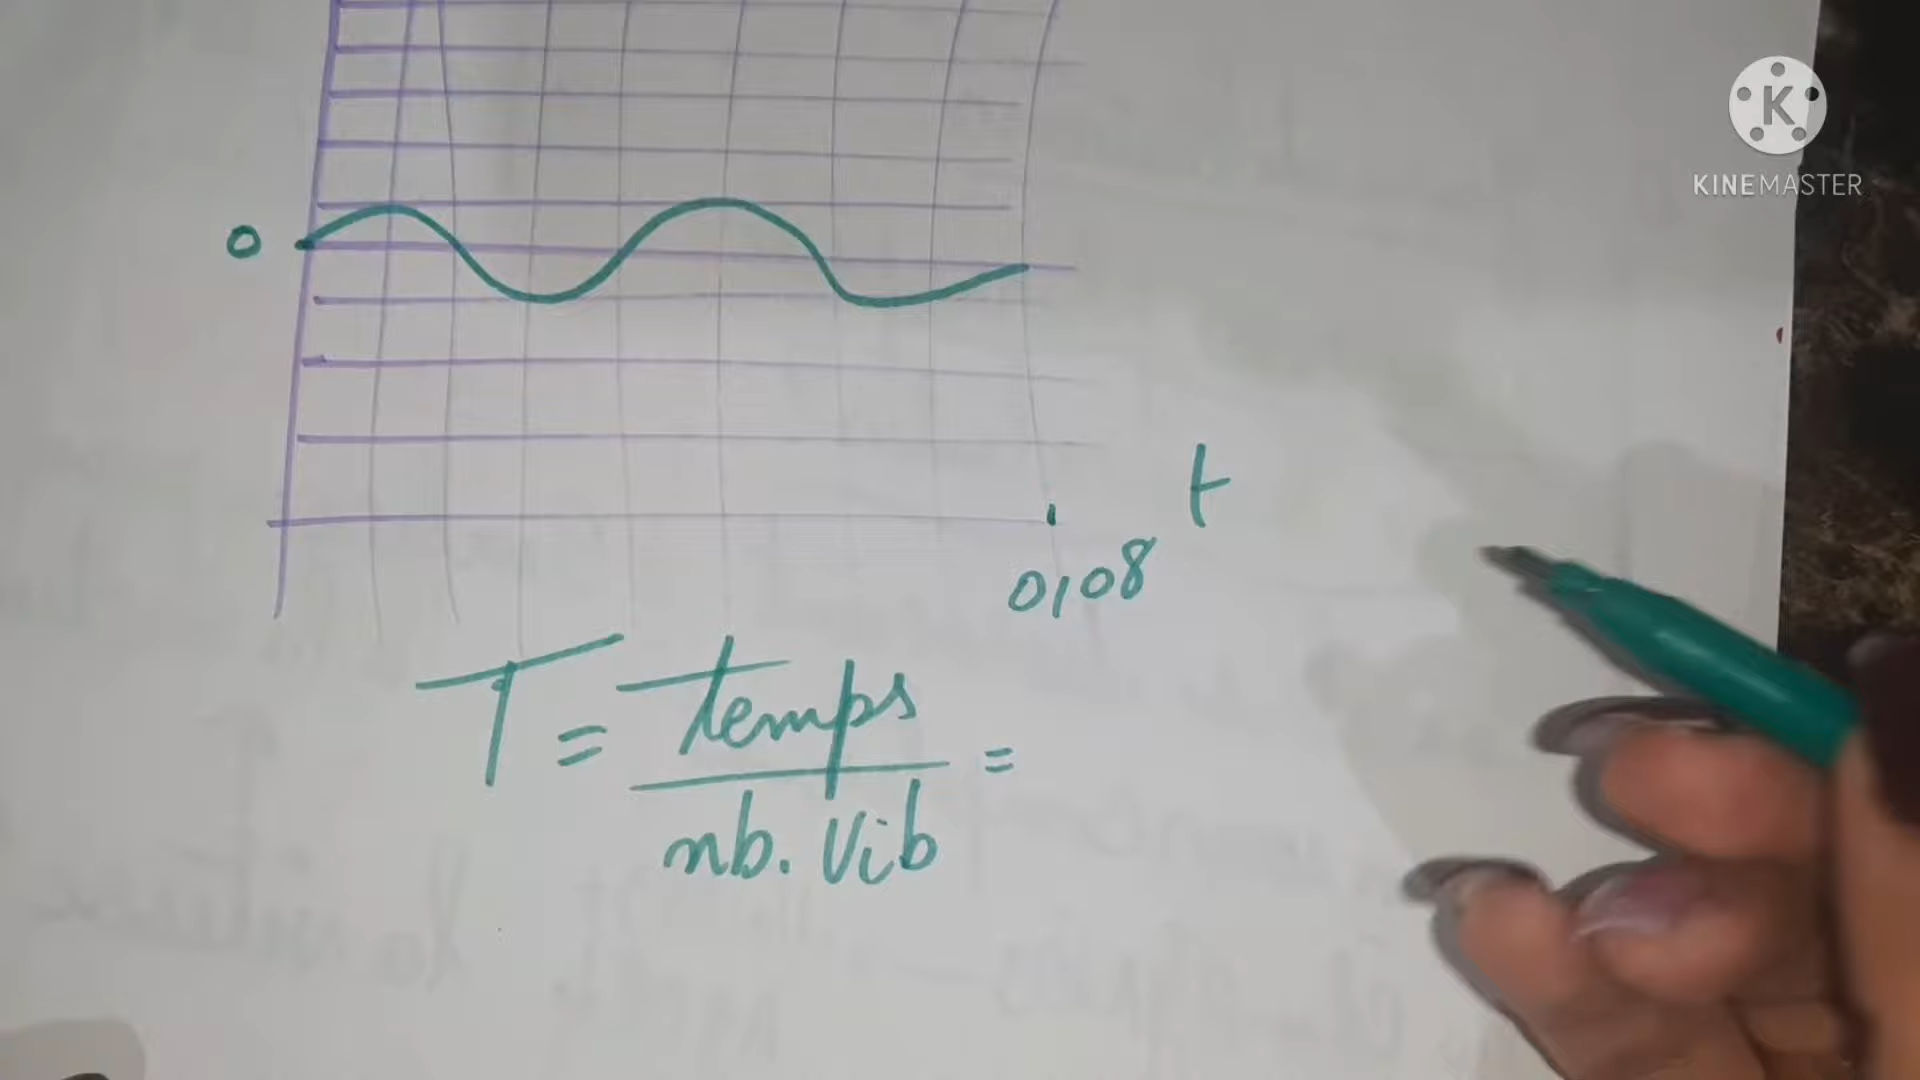 K
KINEMASTER
0
t
0,08
T = temps / nb. Vib =